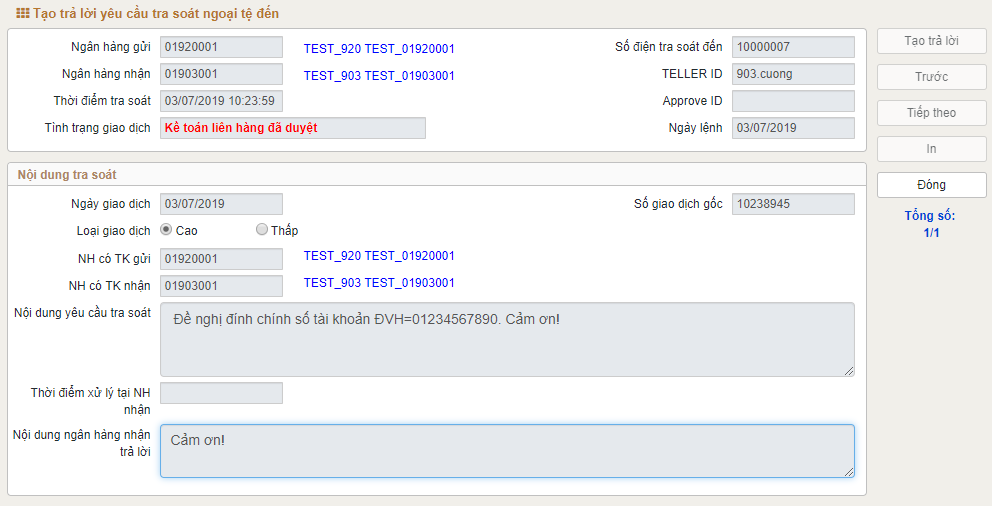 Tạo trả lời yêu cầu tra soát ngoại tệ đến
Ngân hàng gửi 01920001 TEST_920 TEST_01920001 Số điện tra soát đến 10000007
Ngân hàng nhận 01903001 TEST_903 TEST_01903001 TELLER ID 903.cuong
Thời điểm tra soát 03/07/2019 10:23:59 Approve ID
Tình trạng giao dịch Kế toán liên hàng đã duyệt Ngày lệnh 03/07/2019
Nội dung tra soát
Ngày giao dịch 03/07/2019 Số giao dịch gốc 10238945
Loại giao dịch Cao Thấp
NH có TK gửi 01920001 TEST_920 TEST_01920001
NH có TK nhận 01903001 TEST_903 TEST_01903001
Nội dung yêu cầu tra soát Đề nghị đính chính số tài khoản ĐVH=01234567890. Cảm ơn!
Thời điểm xử lý tại NH
nhận
Nội dung ngân hàng nhận Cảm ơn!
trả lời
Tạo trả lời
Trước
Tiếp theo
In
Đóng
Tổng số:
1/1